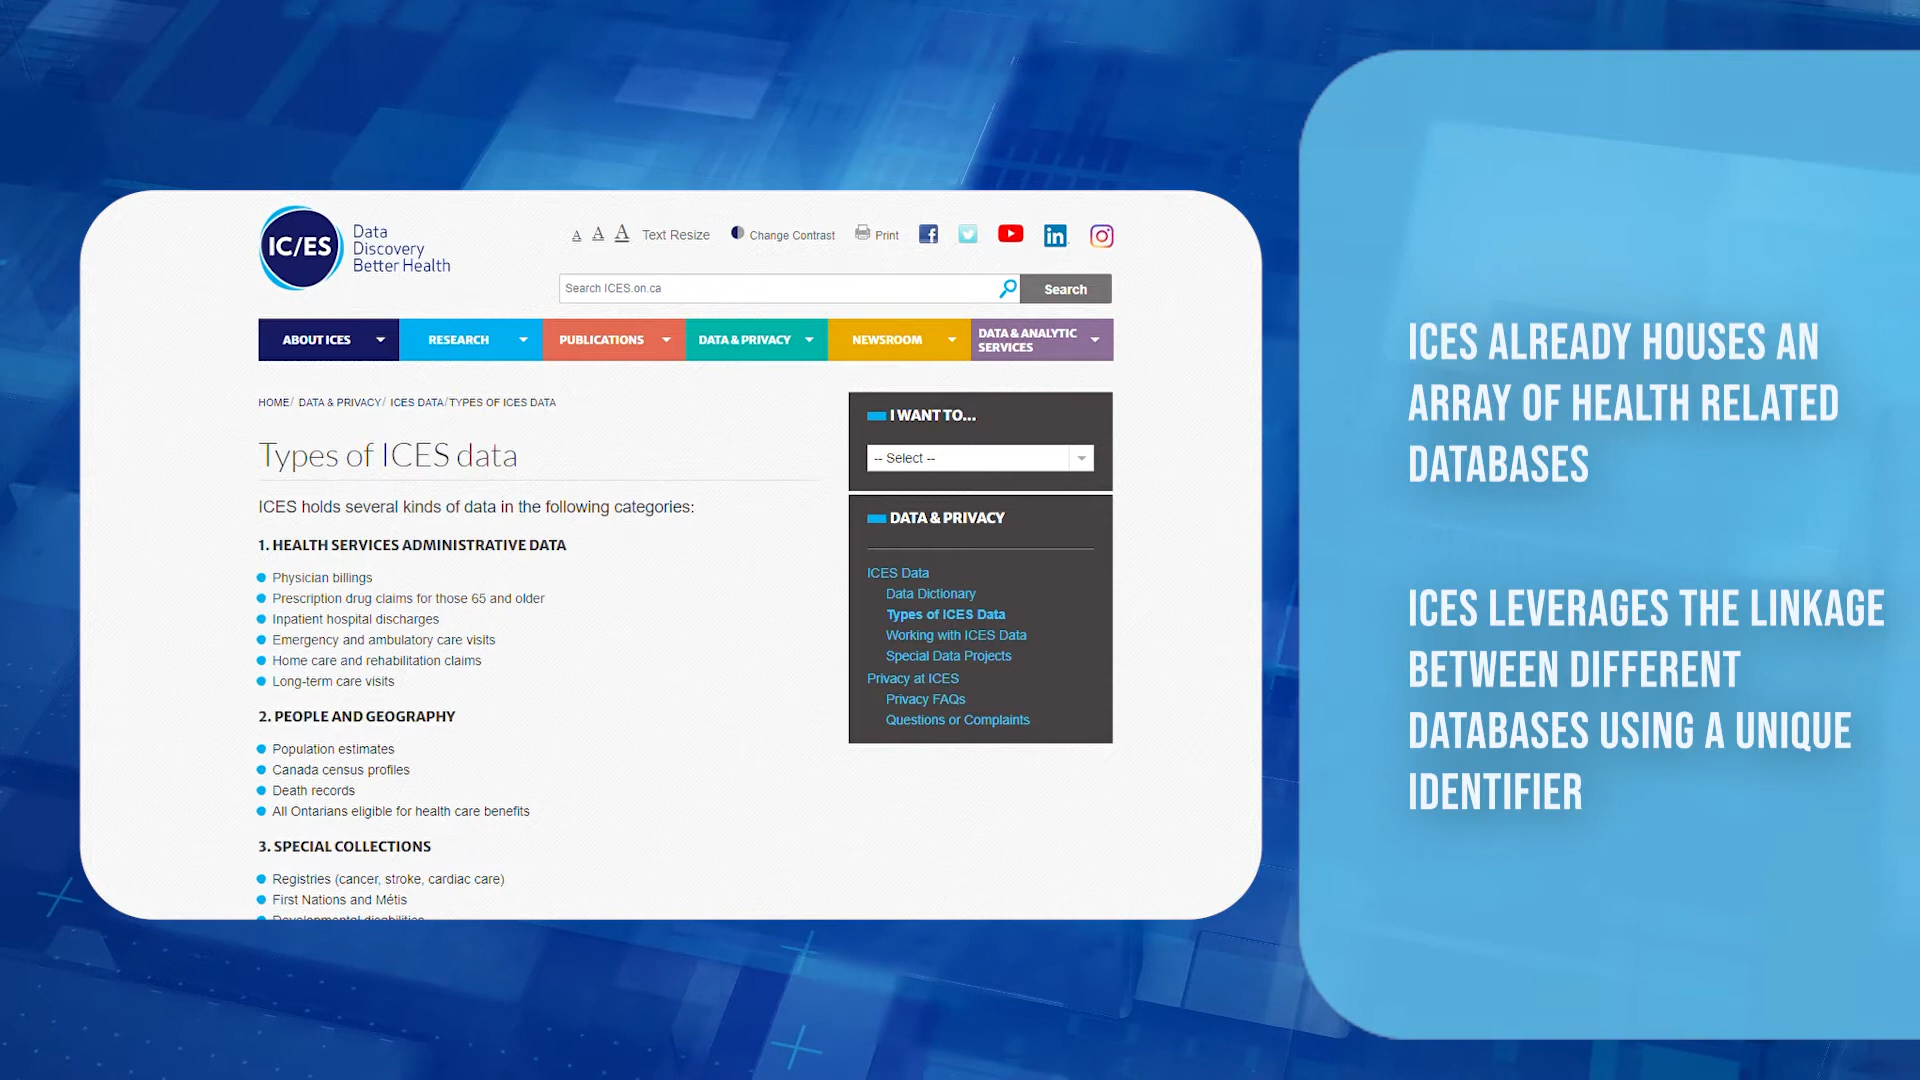 IC/ES
Data
Discovery
Better Health
A A A Text Resize
Change Contrast
Print
Search ICES.on.ca
Search
ABOUT ICES
RESEARCH
PUBLICATIONS
DATA & PRIVACY
NEWSROOM
DATA & ANALYTIC
SERVICES
HOME/ DATA & PRIVACY/ ICES DATA/TYPES OF ICES DATA
Types of ICES data
ICES holds several kinds of data in the following categories:
1. HEALTH SERVICES ADMINISTRATIVE DATA
Physician billings
Prescription drug claims for those 65 and older
Inpatient hospital discharges
Emergency and ambulatory care visits
Home care and rehabilitation claims
Long-term care visits
2. PEOPLE AND GEOGRAPHY
Population estimates
Canada census profiles
Death records
All Ontarians eligible for health care benefits
3. SPECIAL COLLECTIONS
Registries (cancer, stroke, cardiac care)
First Nations and Métis
Developmental disabilities
I WANT TO...
-- Select --
DATA & PRIVACY
ICES Data
Data Dictionary
Types of ICES Data
Working with ICES Data
Special Data Projects
Privacy at ICES
Privacy FAQs
Questions or Complaints
ICES ALREADY HOUSES AN
ARRAY OF HEALTH RELATED
DATABASES
ICES LEVERAGES THE LINKAGE
BETWEEN DIFFERENT
DATABASES USING A UNIQUE
IDENTIFIER